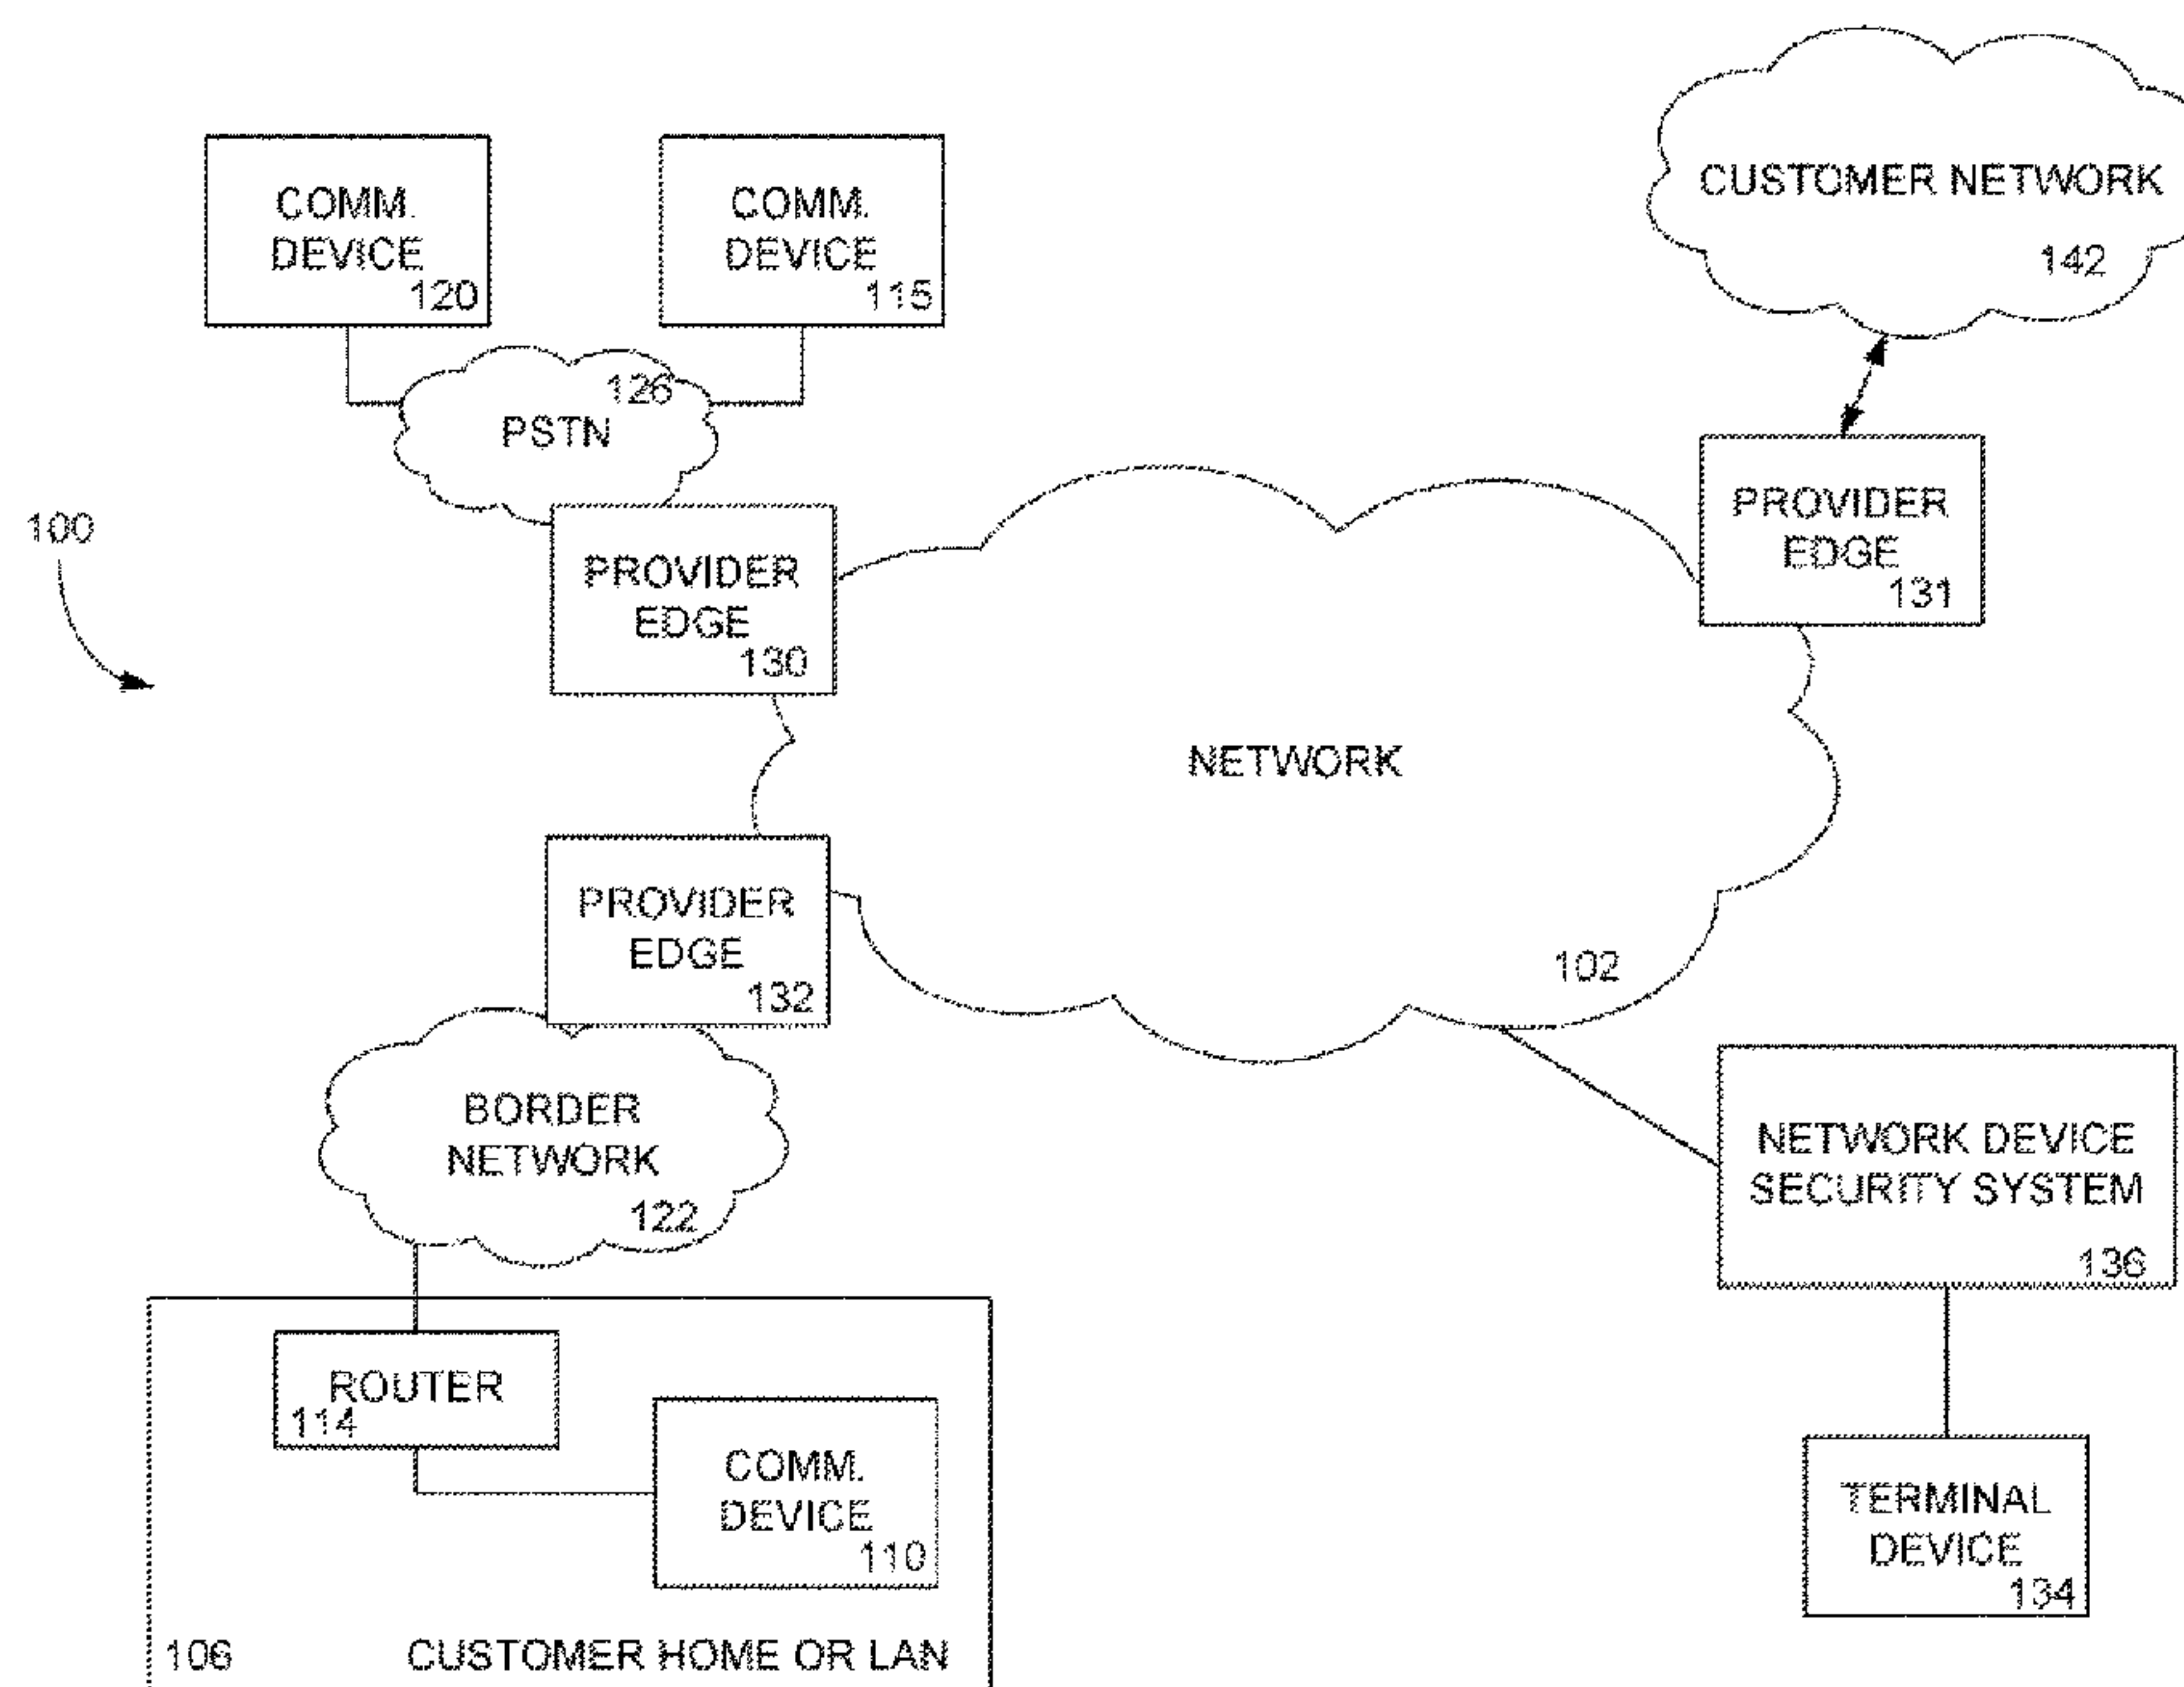 CUSTOMER NETWORK
142
COMM.
DEVICE
120
COMM.
DEVICE
115
126
PSTN
100
PROVIDER
EDGE
130
PROVIDER
EDGE
131
NETWORK
102
PROVIDER
EDGE
132
BORDER
NETWORK
122
NETWORK DEVICE
SECURITY SYSTEM
136
ROUTER
114
COMM.
DEVICE
110
TERMINAL
DEVICE
134
106
CUSTOMER HOME OR LAN